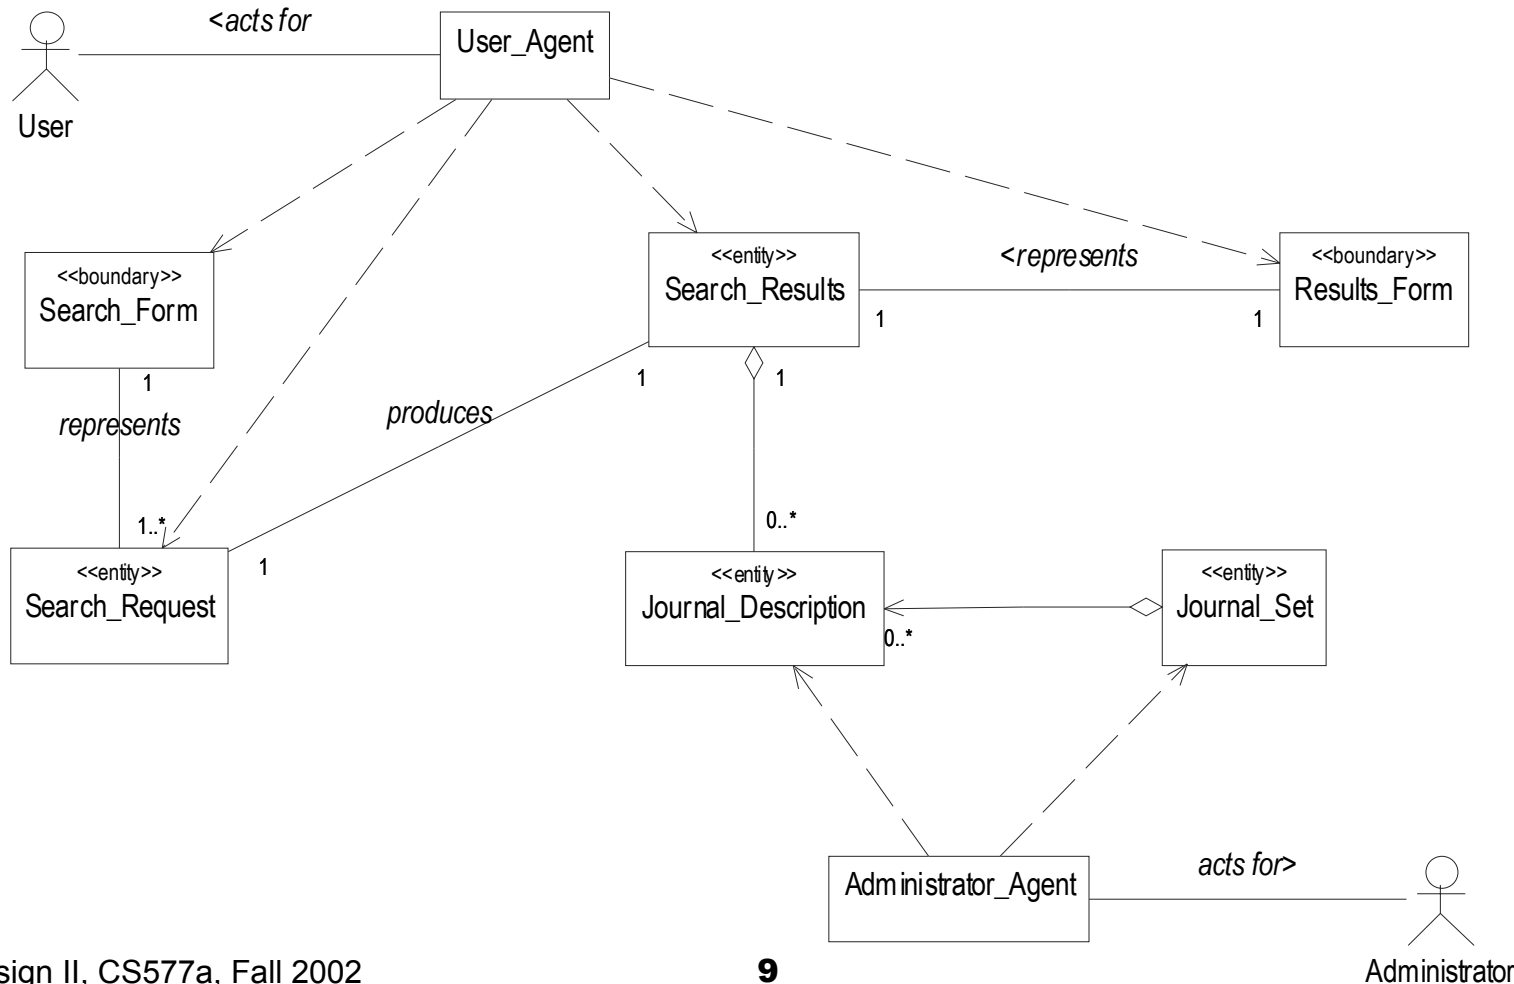 <acts for
User_Agent
User
<<boundary>>
Search_Form
<<entity>>
Search_Results
<represents
<<boundary>>
Results_Form
1
1
1
represents
1
1
produces
1..*
1
0..*
<<entity>>
Search_Request
<<entity>>
Journal_Description
0..*
<<entity>>
Journal_Set
Administrator_Agent
acts for>
Administrator
sign II, CS577a, Fall 2002
9